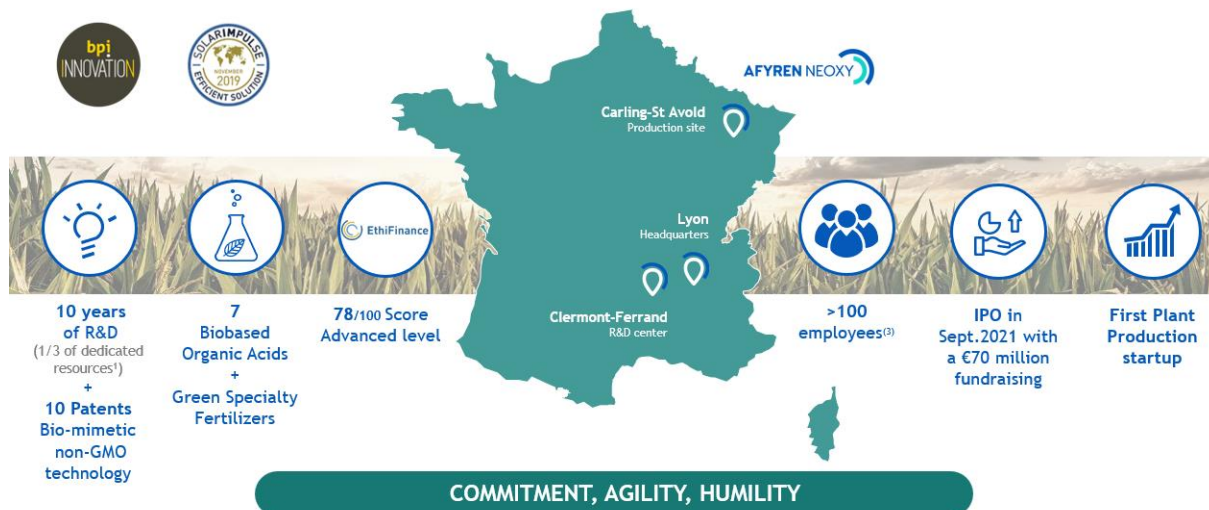 bpi
INNOVATION
SOLARIMPULSE
NOVEMBER
2019
EFFICIENT SOLUTION
AFYREN NEOXY
Carling-St Avold
Production site
Lyon
Headquarters
Clermont-Ferrand
R&D center
EthiFinance
10 years
of R&D
(1/3 of dedicated
resources¹)
+
10 Patents
Bio-mimetic
non-GMO
technology
7
Biobased
Organic Acids
+
Green Specialty
Fertilizers
78/100 Score
Advanced level
>100
employees⁽³⁾
IPO in
Sept.2021 with
a €70 million
fundraising
First Plant
Production
startup
COMMITMENT, AGILITY, HUMILITY